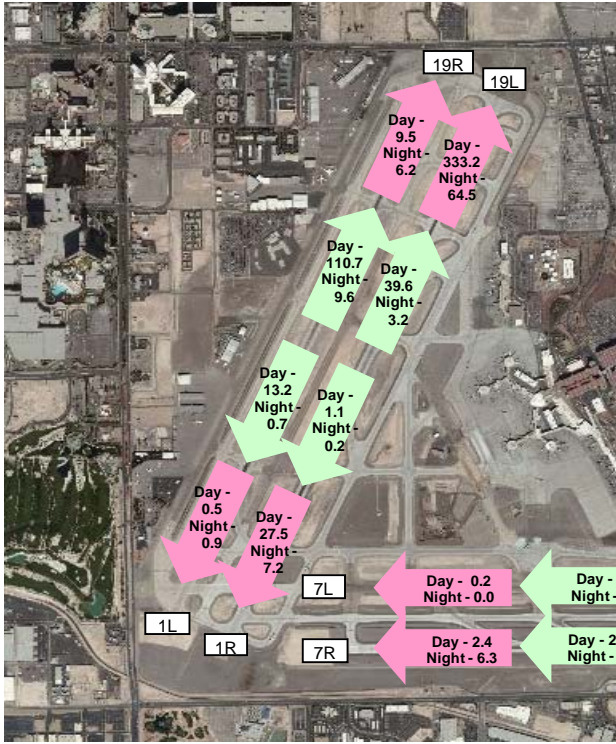 19R
19L
Day -
9.5
Night -
6.2
Day -
333.2
Night -
64.5
Day -
110.7
Night -
9.6
Day -
39.6
Night -
3.2
Day -
13.2
Night -
0.7
Day -
1.1
Night -
0.2
Day -
0.5
Night -
0.9
Day -
27.5
Night -
7.2
7L
Day - 0.2
Night - 0.0
Day -
Night -
1L
1R
7R
Day - 2.4
Night - 6.3
Day - 2
Night -